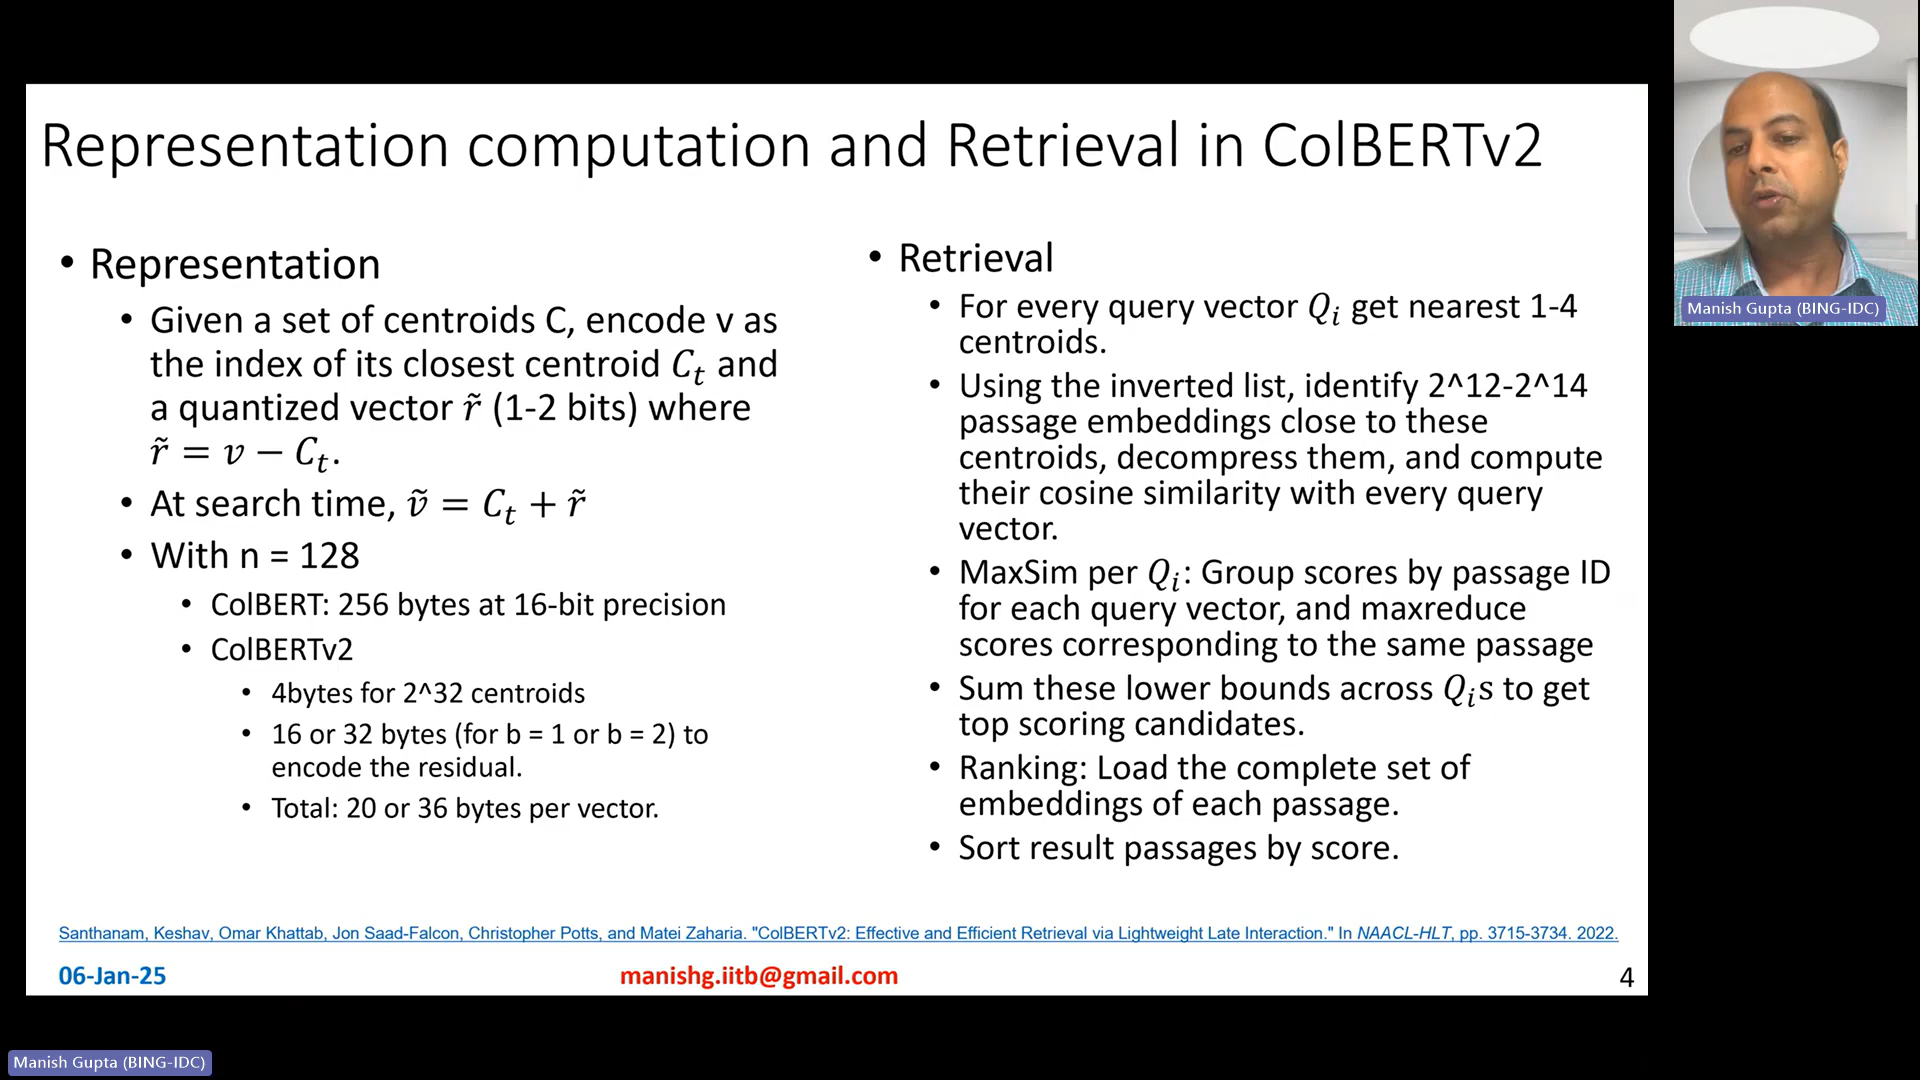 Representation computation and Retrieval in ColBERTv2
• Representation
• Given a set of centroids C, encode v as
the index of its closest centroid C_t and
a quantized vector r̃ (1-2 bits) where
r̃ = v − C_t.
• At search time, ṽ = C_t + r̃
• With n = 128
• ColBERT: 256 bytes at 16-bit precision
• ColBERTv2
• 4bytes for 2^32 centroids
• 16 or 32 bytes (for b = 1 or b = 2) to
encode the residual.
• Total: 20 or 36 bytes per vector.
• Retrieval
• For every query vector Q_i get nearest 1-4
centroids.
• Using the inverted list, identify 2^12-2^14
passage embeddings close to these
centroids, decompress them, and compute
their cosine similarity with every query
vector.
• MaxSim per Q_i: Group scores by passage ID
for each query vector, and maxreduce
scores corresponding to the same passage
• Sum these lower bounds across Q_is to get
top scoring candidates.
• Ranking: Load the complete set of
embeddings of each passage.
• Sort result passages by score.
Santhanam, Keshav, Omar Khattab, Jon Saad-Falcon, Christopher Potts, and Matei Zaharia. "ColBERTv2: Effective and Efficient Retrieval via Lightweight Late Interaction." In NAACL-HLT, pp. 3715-3734. 2022.
06-Jan-25
manishg.iitb@gmail.com
4
Manish Gupta (BING-IDC)
Manish Gupta (BING-IDC)